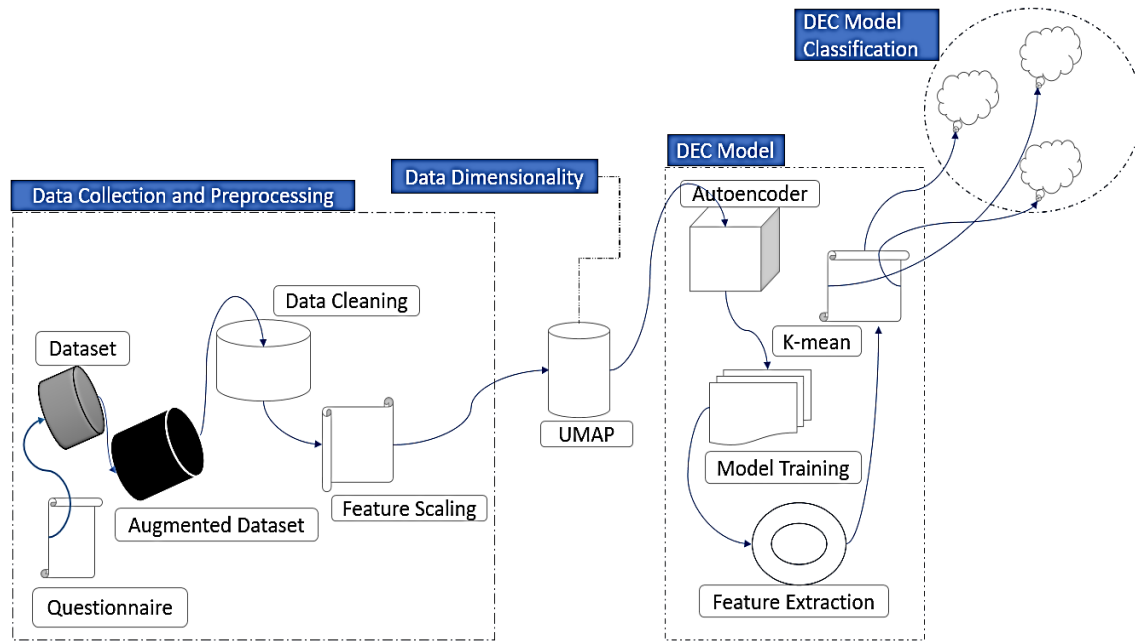 DEC Model
Classification
DEC Model
Data Dimensionality
Data Collection and Preprocessing
Autoencoder
Data Cleaning
Dataset
K-mean
UMAP
Model Training
Feature Scaling
Augmented Dataset
Feature Extraction
Questionnaire